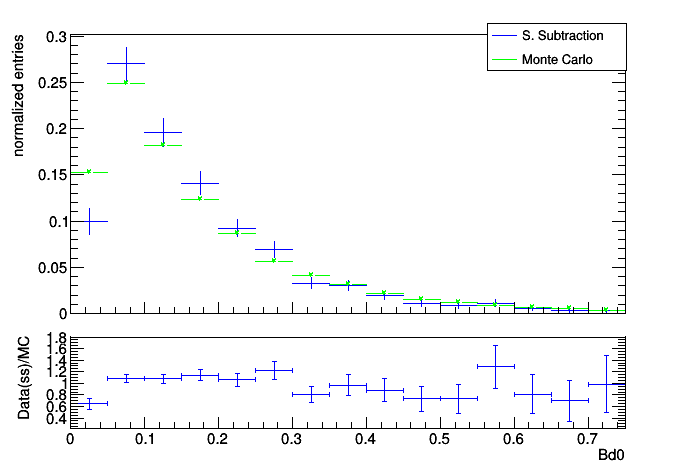 S. Subtraction
Monte Carlo
normalized entries
0.3
0.25
0.2
0.15
0.1
0.05
0
Data(ss)/MC
1.8
1.6
1.4
1.2
1
0.8
0.6
0.4
0 0.1 0.2 0.3 0.4 0.5 0.6 0.7
Bd0